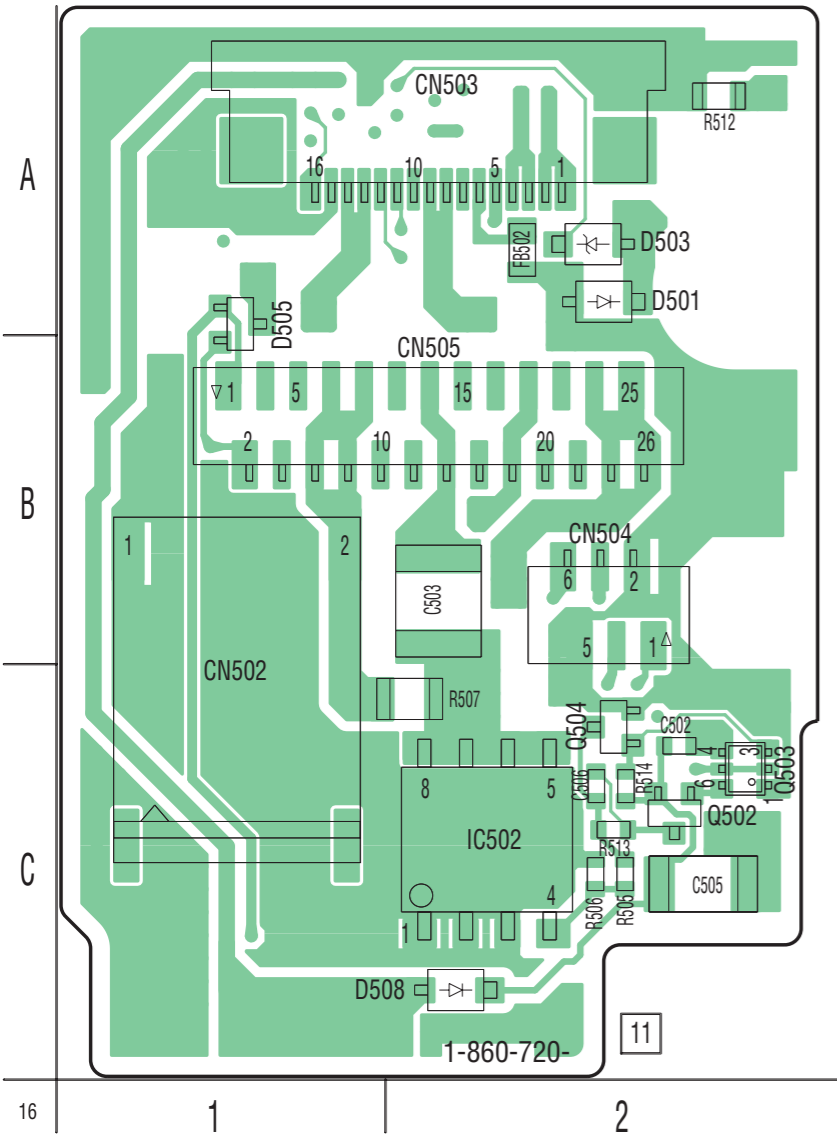 CN503
R512
A
16 10 5 1
FB502
D503
D501
D505
CN505
1 5 15 25
2 10 20 26
B
CN504
1 2
6 2
C503
5 1
CN502
R507
Q504
C502
4 3
Q503
8 5
C506
R514
6 1
Q502
IC502
R513
C
C505
4
R506
R505
1
D508
11
1-860-720-
16 1 2